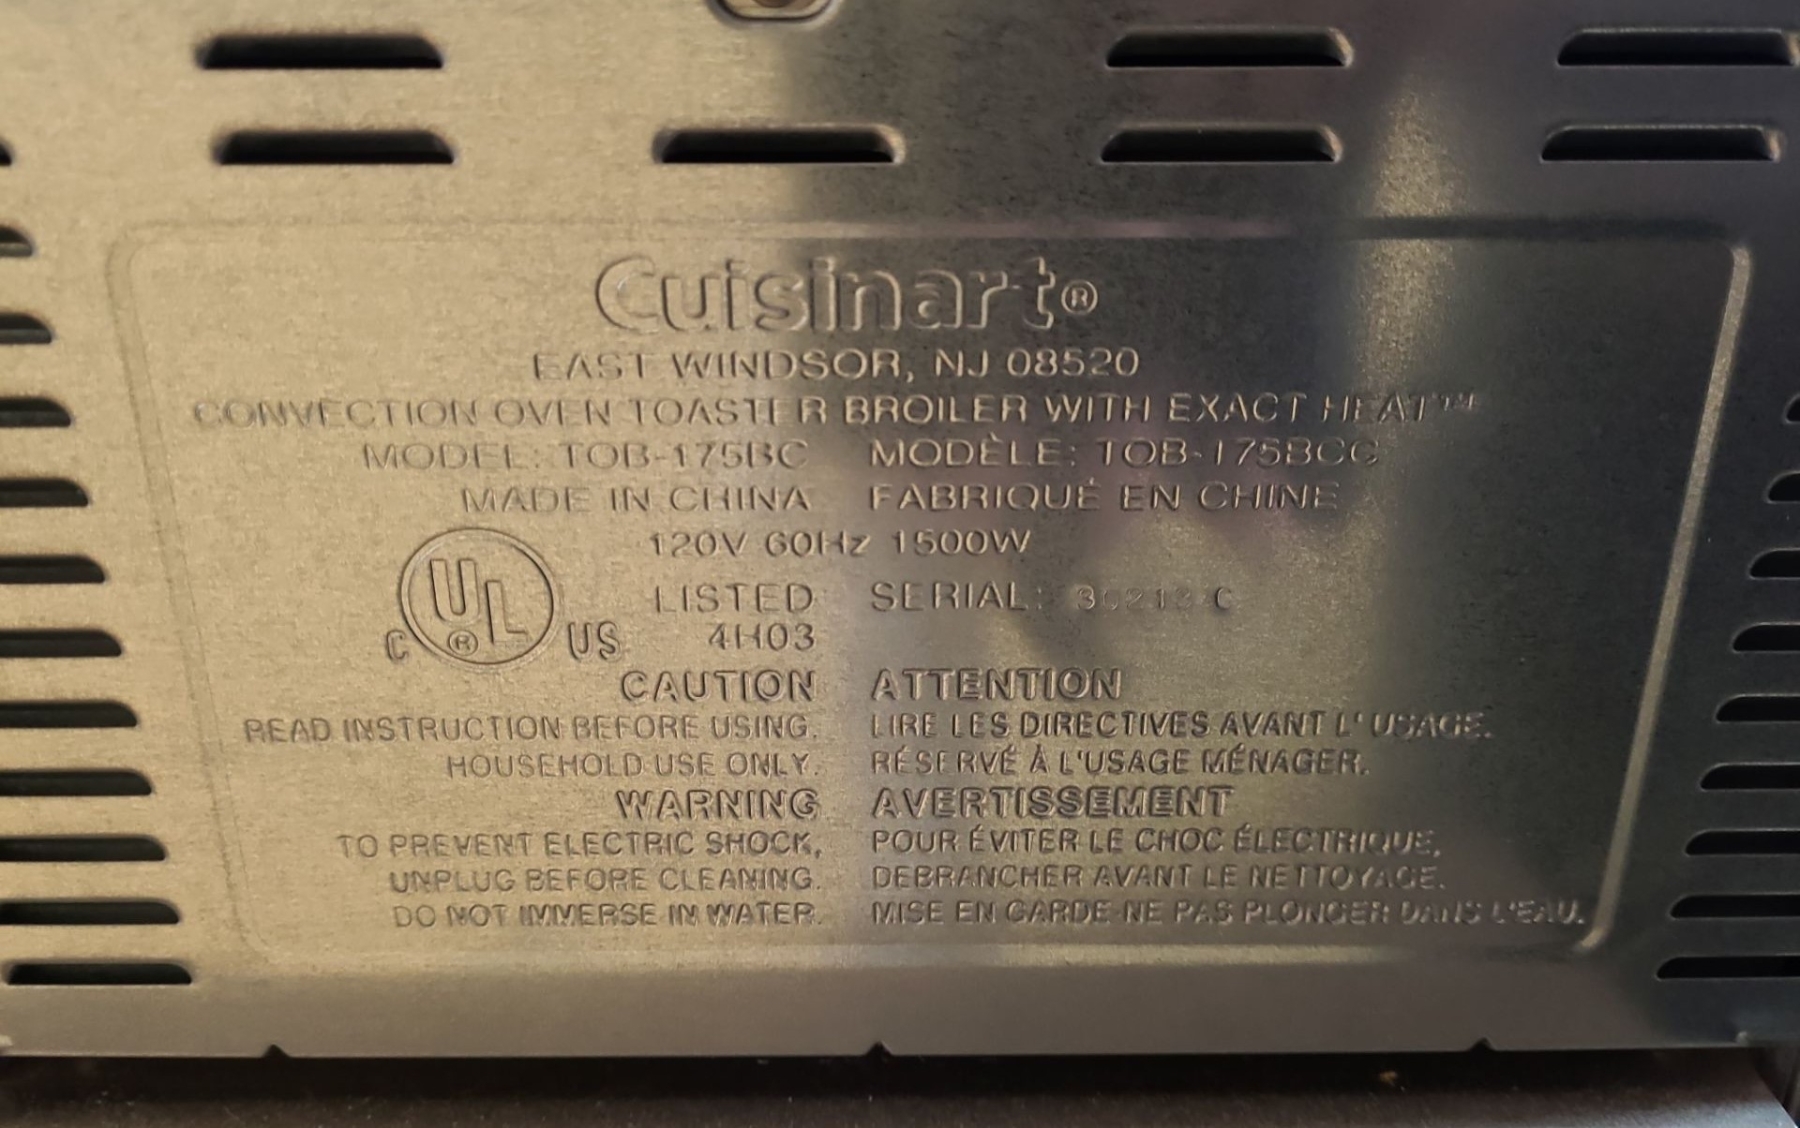 Cuisinart®
EAST WINDSOR, NJ 08520
CONVECTION OVEN TOASTER BROILER WITH EXACT HEAT™
MODEL: TOB-175BC MODÈLE: TOB-175BCC
MADE IN CHINA FABRIQUÉ EN CHINE
120V 60Hz 1500W
C UL® US LISTED SERIAL:
4H03
CAUTION ATTENTION
READ INSTRUCTION BEFORE USING. LIRE LES DIRECTIVES AVANT L'USAGE.
HOUSEHOLD USE ONLY. RÉSERVÉ À L'USAGE MÉNAGER.
WARNING AVERTISSEMENT
TO PREVENT ELECTRIC SHOCK, POUR ÉVITER LE CHOC ÉLECTRIQUE,
UNPLUG BEFORE CLEANING. DEBRANCHER AVANT LE NETTOYAGE.
DO NOT IMMERSE IN WATER. MISE EN GARDE-NE PAS PLONGER DANS L'EAU.